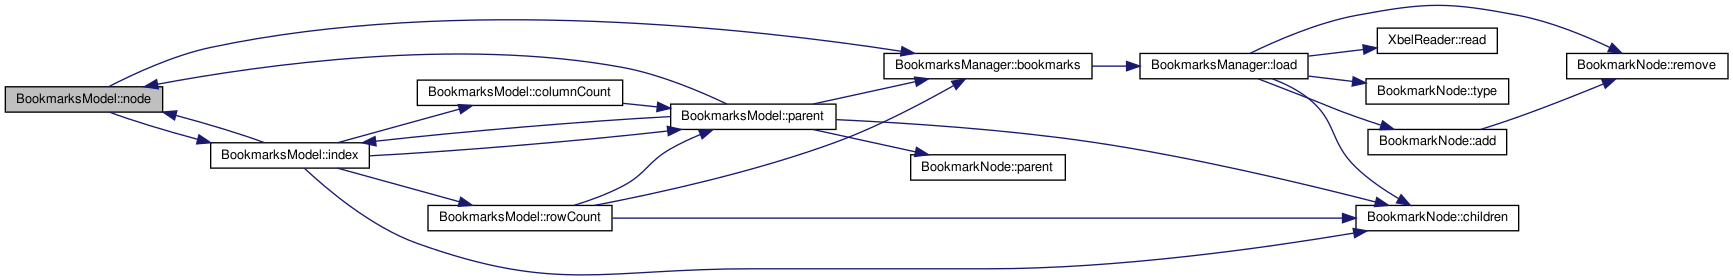 BookmarksModel::node
BookmarksModel::index
BookmarksModel::columnCount
BookmarksModel::rowCount
BookmarksModel::parent
BookmarksManager::bookmarks
BookmarkNode::parent
BookmarksManager::load
XbelReader::read
BookmarkNode::type
BookmarkNode::add
BookmarkNode::children
BookmarkNode::remove